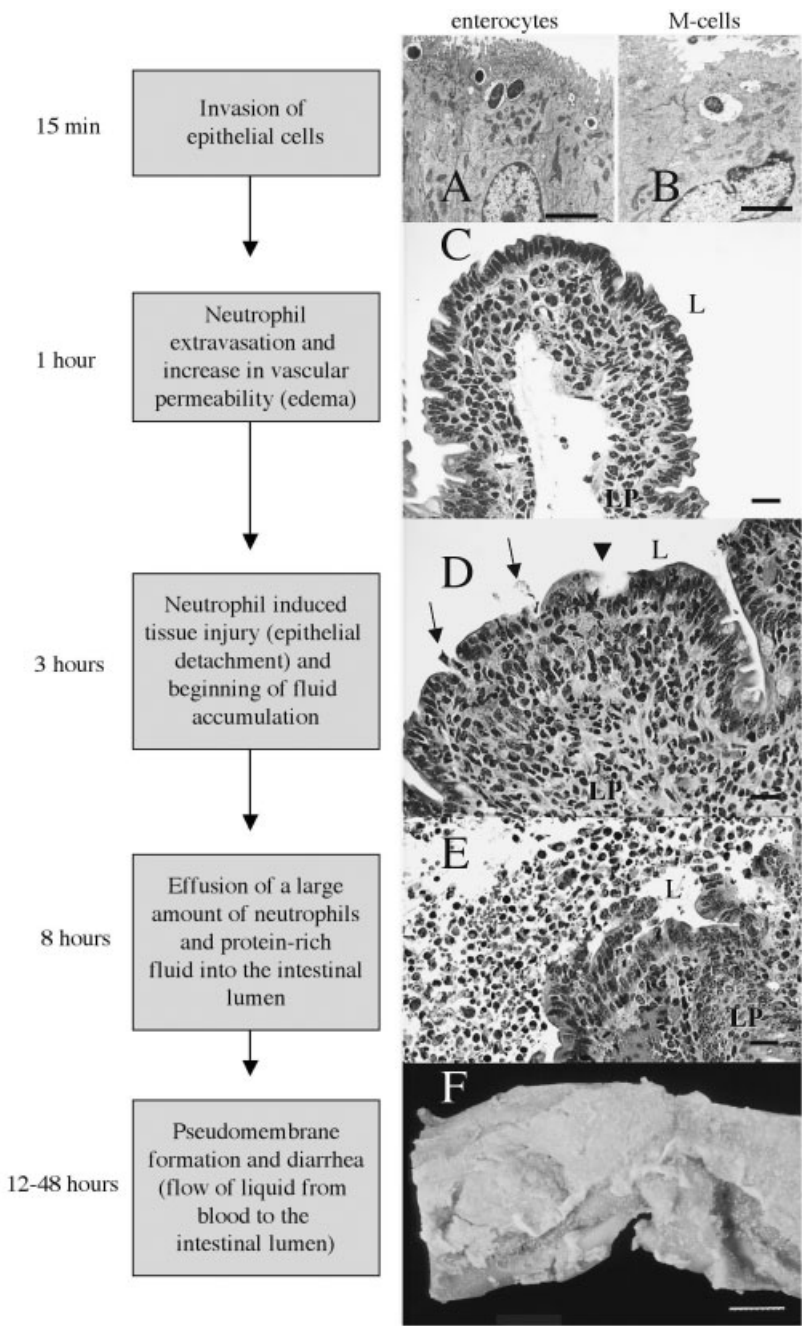 enterocytes M-cells
15 min
Invasion of
epithelial cells
A
B
1 hour
Neutrophil
extravasation and
increase in vascular
permeability (edema)
C
L
LP
3 hours
Neutrophil induced
tissue injury (epithelial
detachment) and
beginning of fluid
accumulation
D
L
LP
8 hours
Effusion of a large
amount of neutrophils
and protein-rich
fluid into the intestinal
lumen
E
L
LP
12-48 hours
Pseudomembrane
formation and diarrhea
(flow of liquid from
blood to the
intestinal lumen)
F